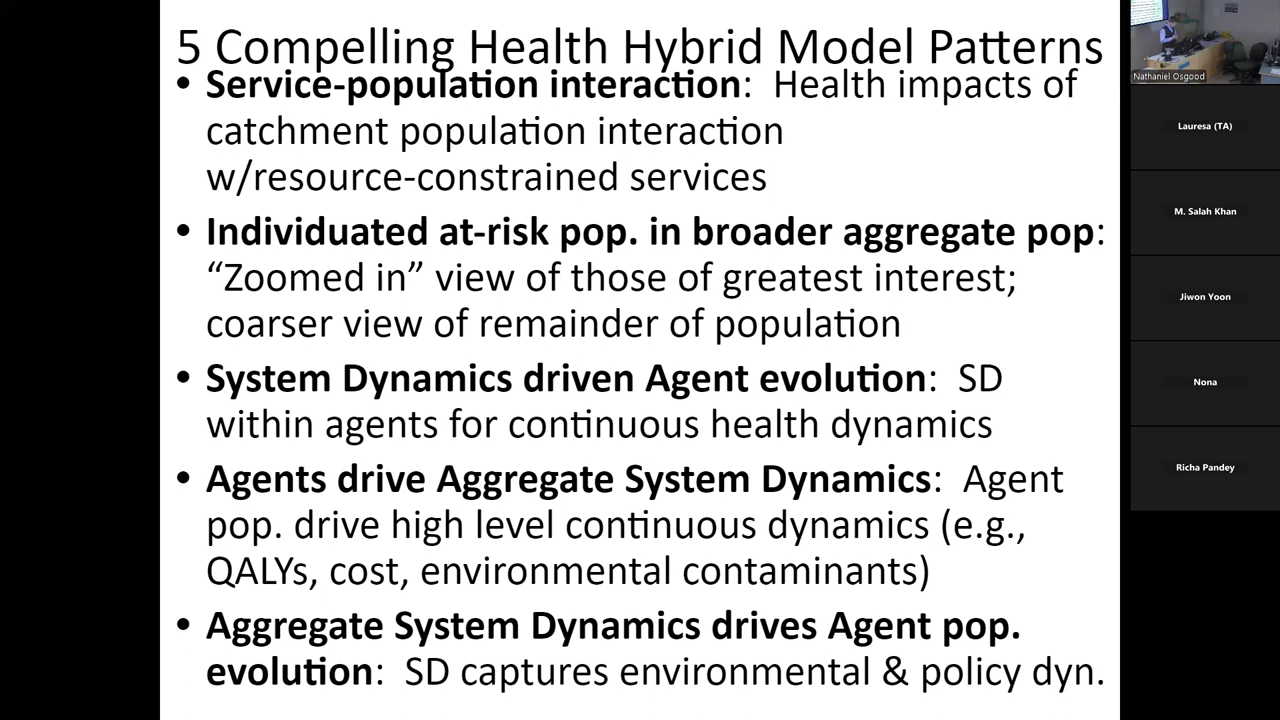 5 Compelling Health Hybrid Model Patterns
• Service-population interaction: Health impacts of
catchment population interaction
w/resource-constrained services
• Individuated at-risk pop. in broader aggregate pop:
“Zoomed in” view of those of greatest interest;
coarser view of remainder of population
• System Dynamics driven Agent evolution: SD
within agents for continuous health dynamics
• Agents drive Aggregate System Dynamics: Agent
pop. drive high level continuous dynamics (e.g.,
QALYs, cost, environmental contaminants)
• Aggregate System Dynamics drives Agent pop.
evolution: SD captures environmental & policy dyn.
Nathaniel Osgood
Lauresa (TA)
M. Salah Khan
Jiwon Yoon
Nona
Richa Pandey